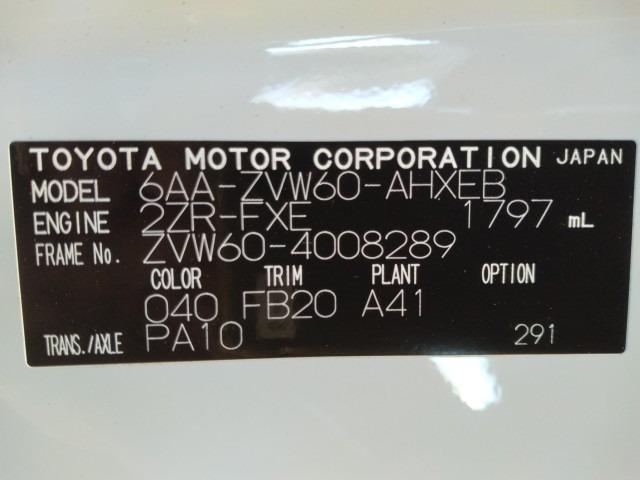 TOYOTA MOTOR CORPORATION JAPAN
MODEL 6AA-ZVW60-AHXEB
ENGINE 2ZR-FXE 1797 mL
FRAME No. ZVW60-4008289
COLOR TRIM PLANT OPTION
040 FB20 A41
TRANS./AXLE PA10 291